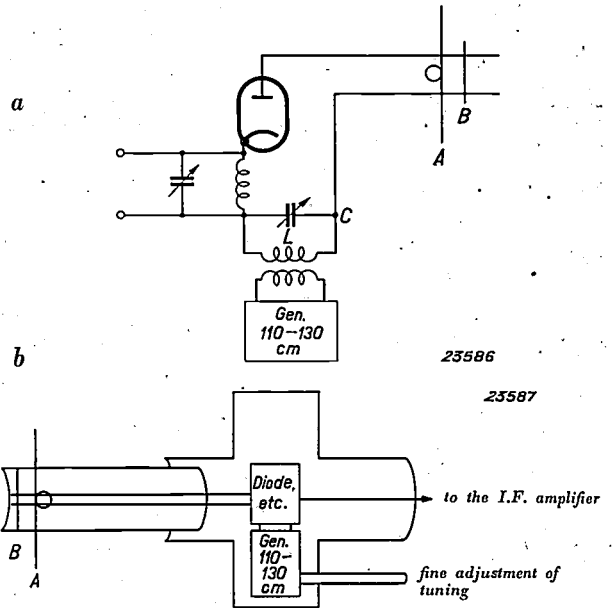 a
B
A
C
L
Gen.
110–130
cm
b
23586
23587
Diode,
etc.
to the I.F. amplifier
Gen.
110–
130
cm
B
A
fine adjustment of
tuning